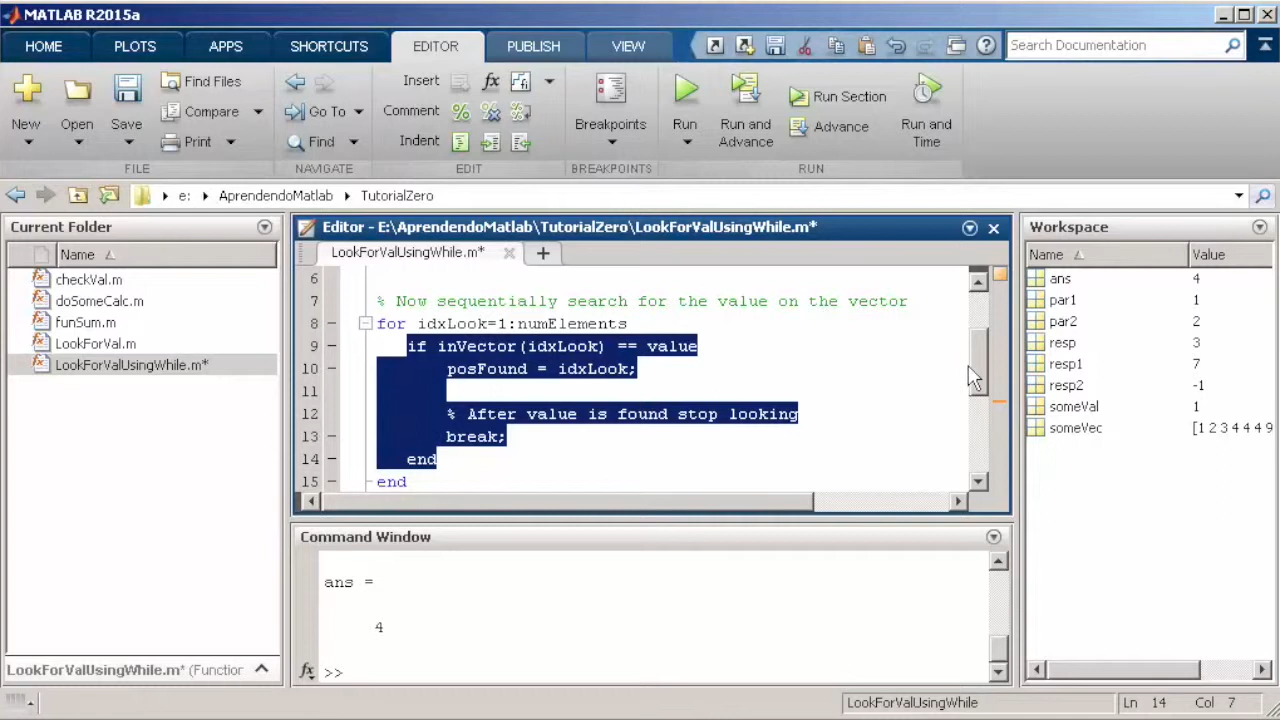 MATLAB R2015a
HOME PLOTS APPS SHORTCUTS EDITOR PUBLISH VIEW Search Documentation
New Open Save Find Files Compare Print
FILE
Go To Find
NAVIGATE
Insert fx
Comment
Indent
EDIT
Breakpoints
BREAKPOINTS
Run Run and Advance Run Section Advance Run and Time
RUN
e: AprendendoMatlab TutorialZero
Current Folder
Name
checkVal.m
doSomeCalc.m
funSum.m
LookForVal.m
LookForValUsingWhile.m*
LookForValUsingWhile.m* (Function
Editor - E:\AprendendoMatlab\TutorialZero\LookForValUsingWhile.m*
LookForValUsingWhile.m*
6
7 % Now sequentially search for the value on the vector
8 for idxLook=1:numElements
9 if inVector(idxLook) == value
10 posFound = idxLook;
11
12 % After value is found stop looking
13 break;
14 end
15 end
Command Window
ans =
4
fx >>
Workspace
Name Value
ans 4
par1 1
par2 2
resp 3
resp1 7
resp2 -1
someVal 1
someVec [1 2 3 4 4 4 9
LookForValUsingWhile Ln 14 Col 7